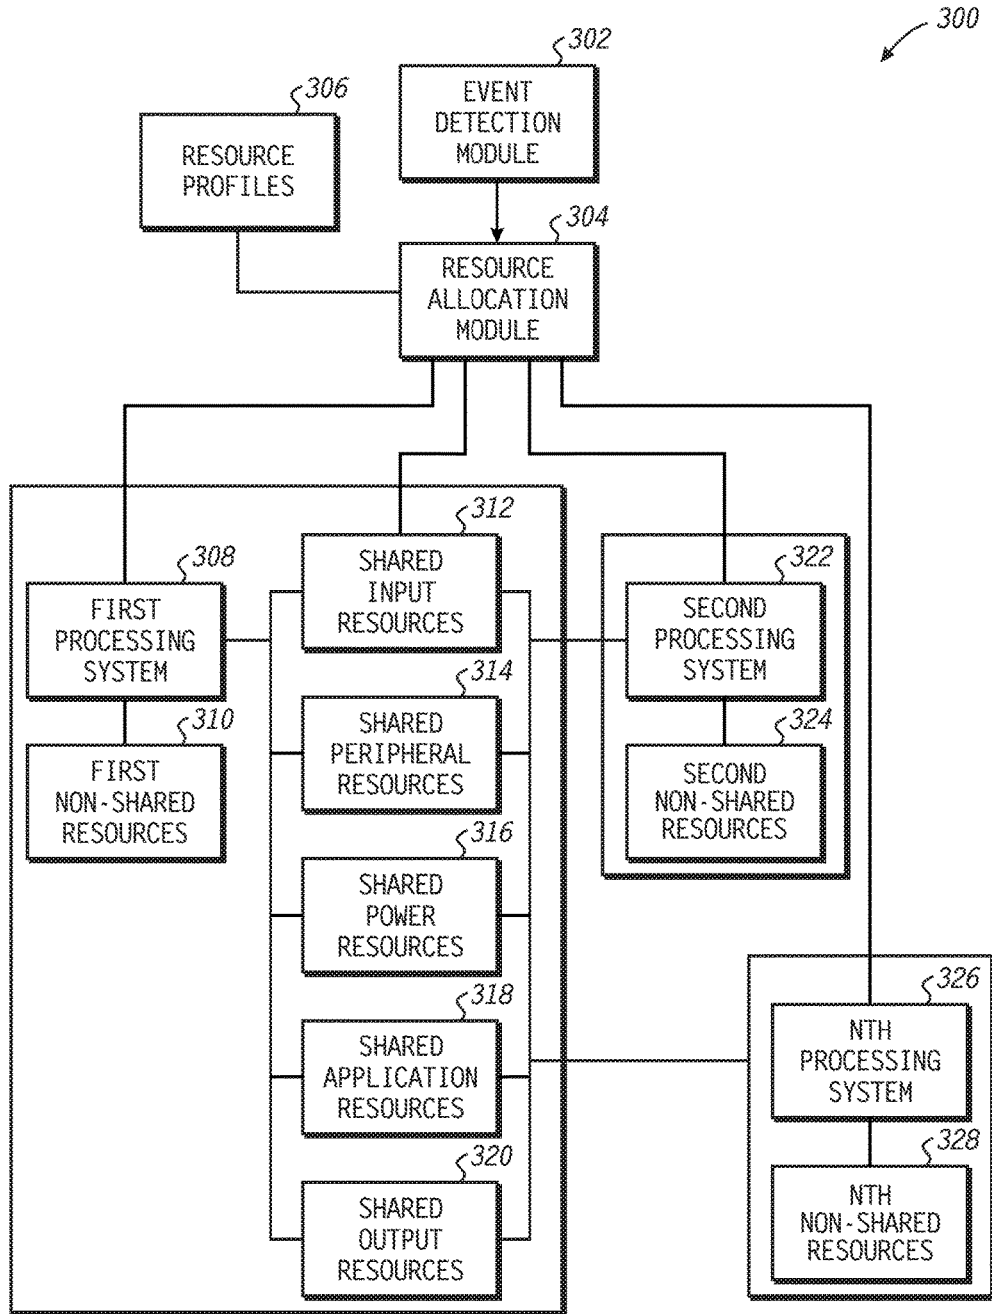 300
302
EVENT
DETECTION
MODULE
306
RESOURCE
PROFILES
304
RESOURCE
ALLOCATION
MODULE
308
FIRST
PROCESSING
SYSTEM
310
FIRST
NON-SHARED
RESOURCES
312
SHARED
INPUT
RESOURCES
314
SHARED
PERIPHERAL
RESOURCES
316
SHARED
POWER
RESOURCES
318
SHARED
APPLICATION
RESOURCES
320
SHARED
OUTPUT
RESOURCES
322
SECOND
PROCESSING
SYSTEM
324
SECOND
NON-SHARED
RESOURCES
326
NTH
PROCESSING
SYSTEM
328
NTH
NON-SHARED
RESOURCES